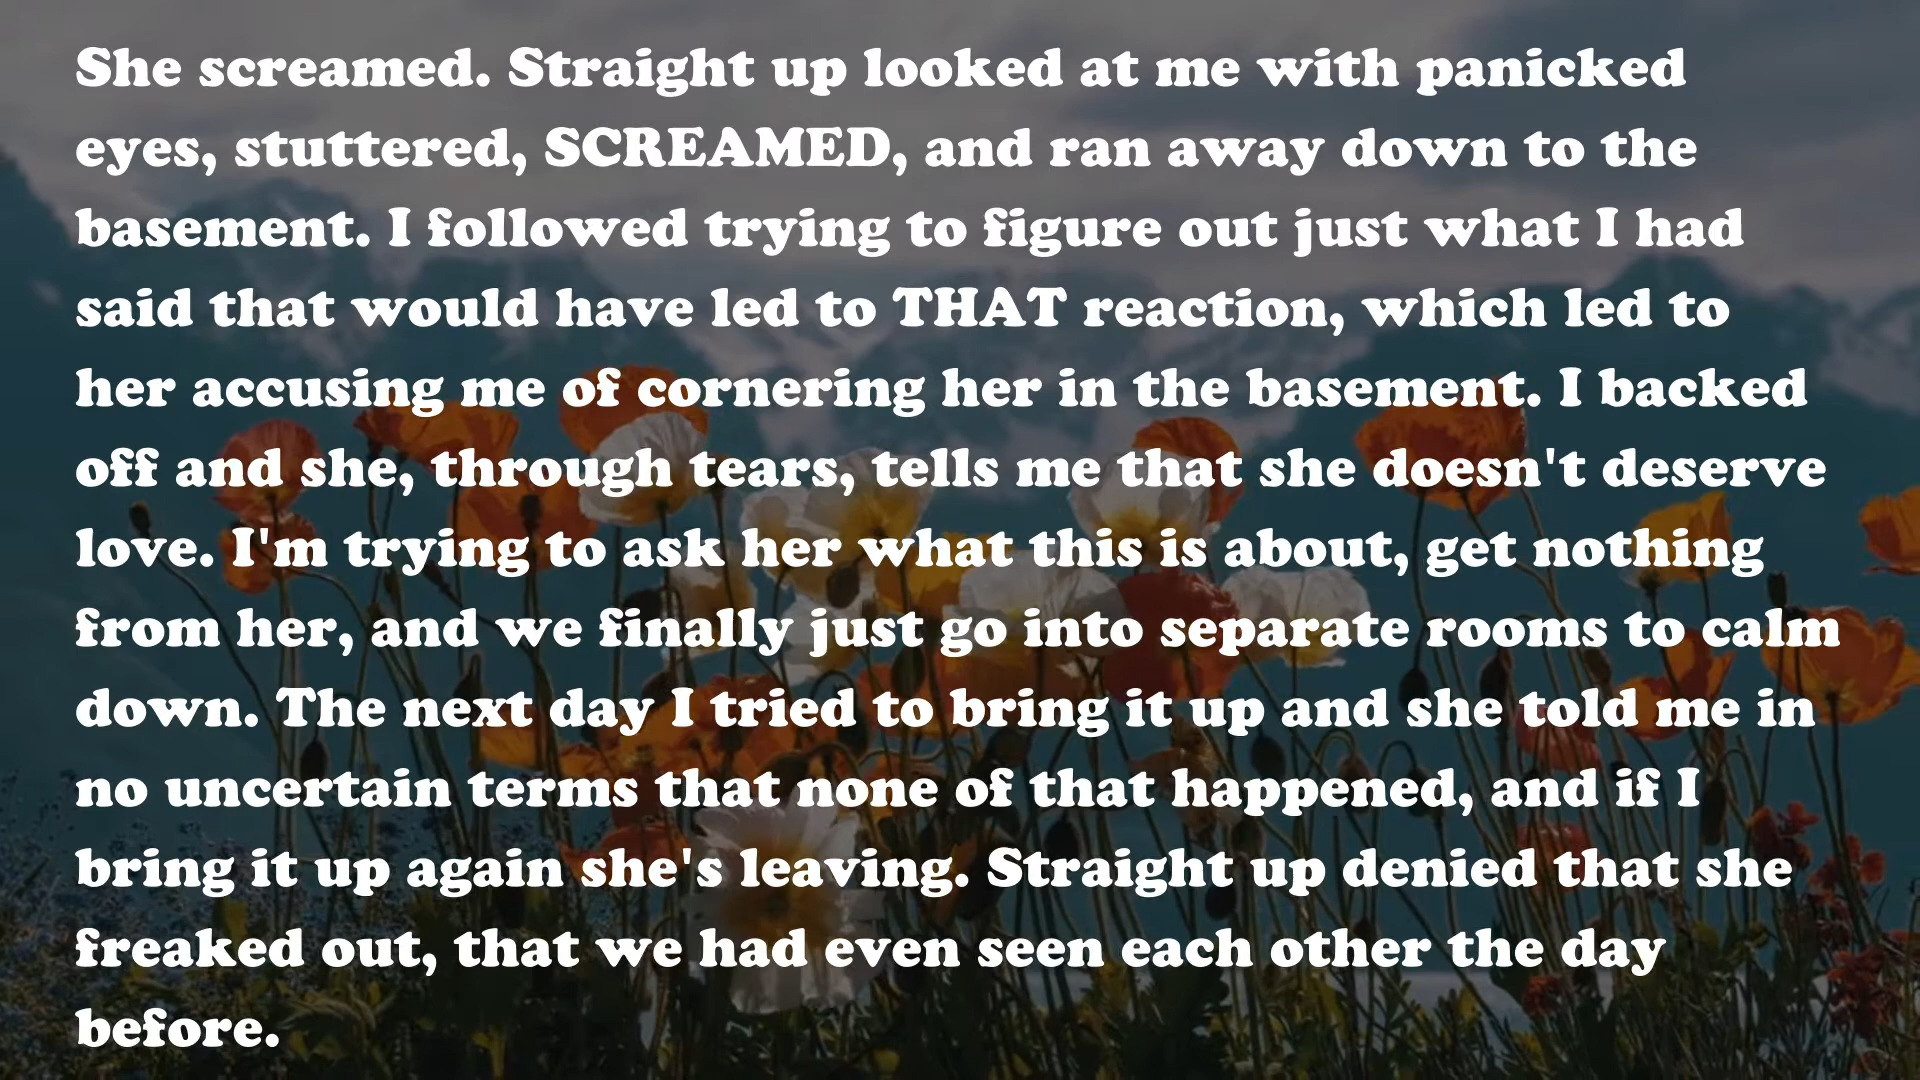 She screamed. Straight up looked at me with panicked
eyes, stuttered, SCREAMED, and ran away down to the
basement. I followed trying to figure out just what I had
said that would have led to THAT reaction, which led to
her accusing me of cornering her in the basement. I backed
off and she, through tears, tells me that she doesn't deserve
love. I'm trying to ask her what this is about, get nothing
from her, and we finally just go into separate rooms to calm
down. The next day I tried to bring it up and she told me in
no uncertain terms that none of that happened, and if I
bring it up again she's leaving. Straight up denied that she
freaked out, that we had even seen each other the day
before.